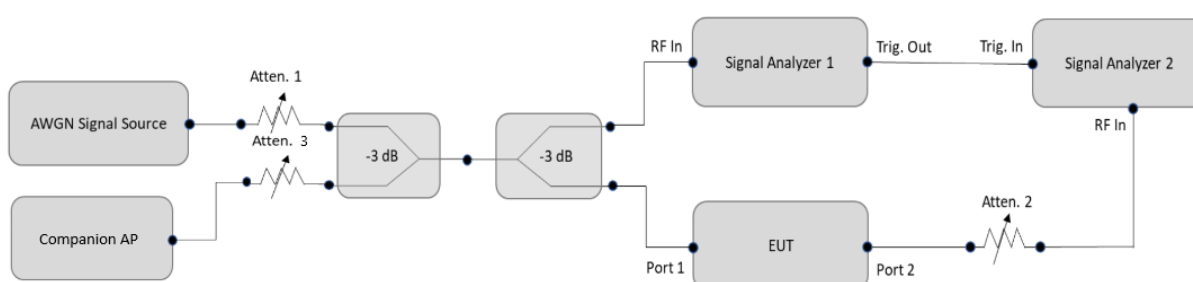 RF In
Signal Analyzer 1
Trig. Out
Trig. In
Signal Analyzer 2
Atten. 1
AWGN Signal Source
RF In
Atten. 3
-3 dB
-3 dB
Atten. 2
Companion AP
EUT
Port 1
Port 2